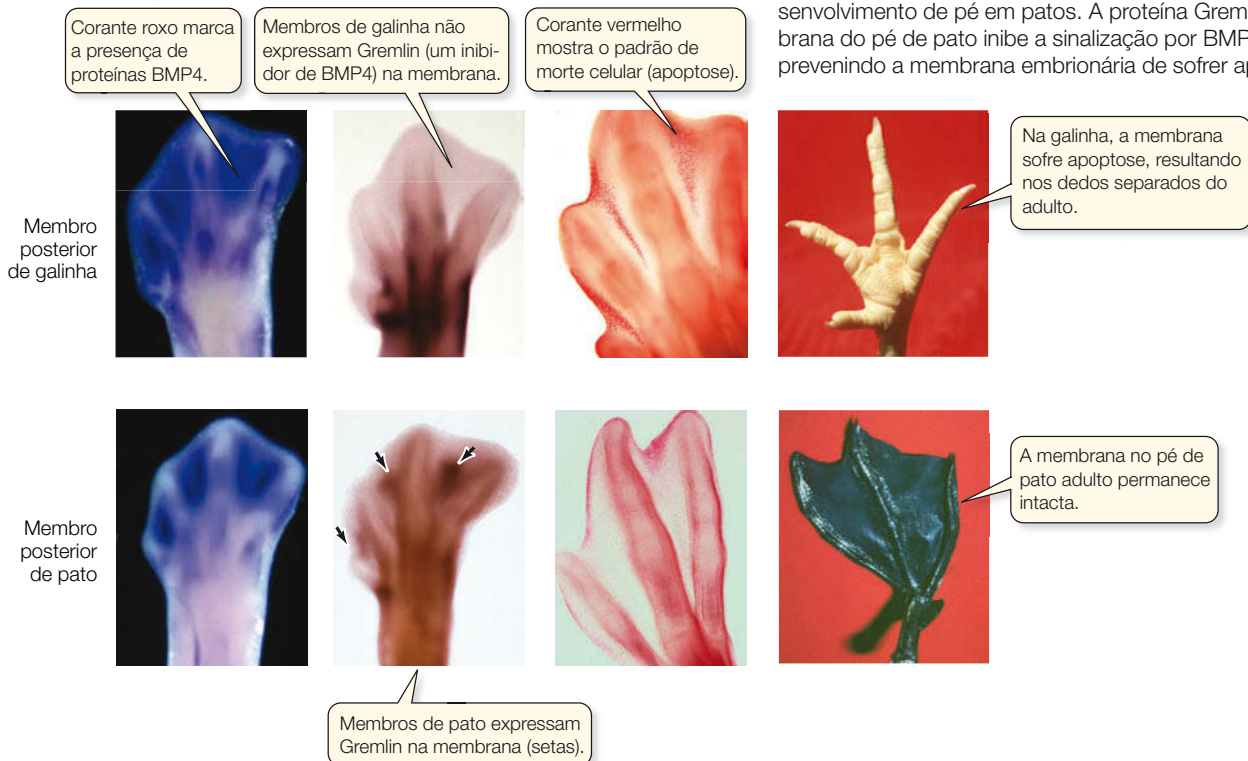 senvolvimento de pé em patos. A proteína Grem
brana do pé de pato inibe a sinalização por BMP
prevenindo a membrana embrionária de sofrer ap
Corante roxo marca
a presença de
proteínas BMP4.
Membros de galinha não
expressam Gremlin (um inibi-
dor de BMP4) na membrana.
Corante vermelho
mostra o padrão de
morte celular (apoptose).
Membro
posterior
de galinha
Na galinha, a membrana
sofre apoptose, resultando
nos dedos separados do
adulto.
Membro
posterior
de pato
A membrana no pé de
pato adulto permanece
intacta.
Membros de pato expressam
Gremlin na membrana (setas).